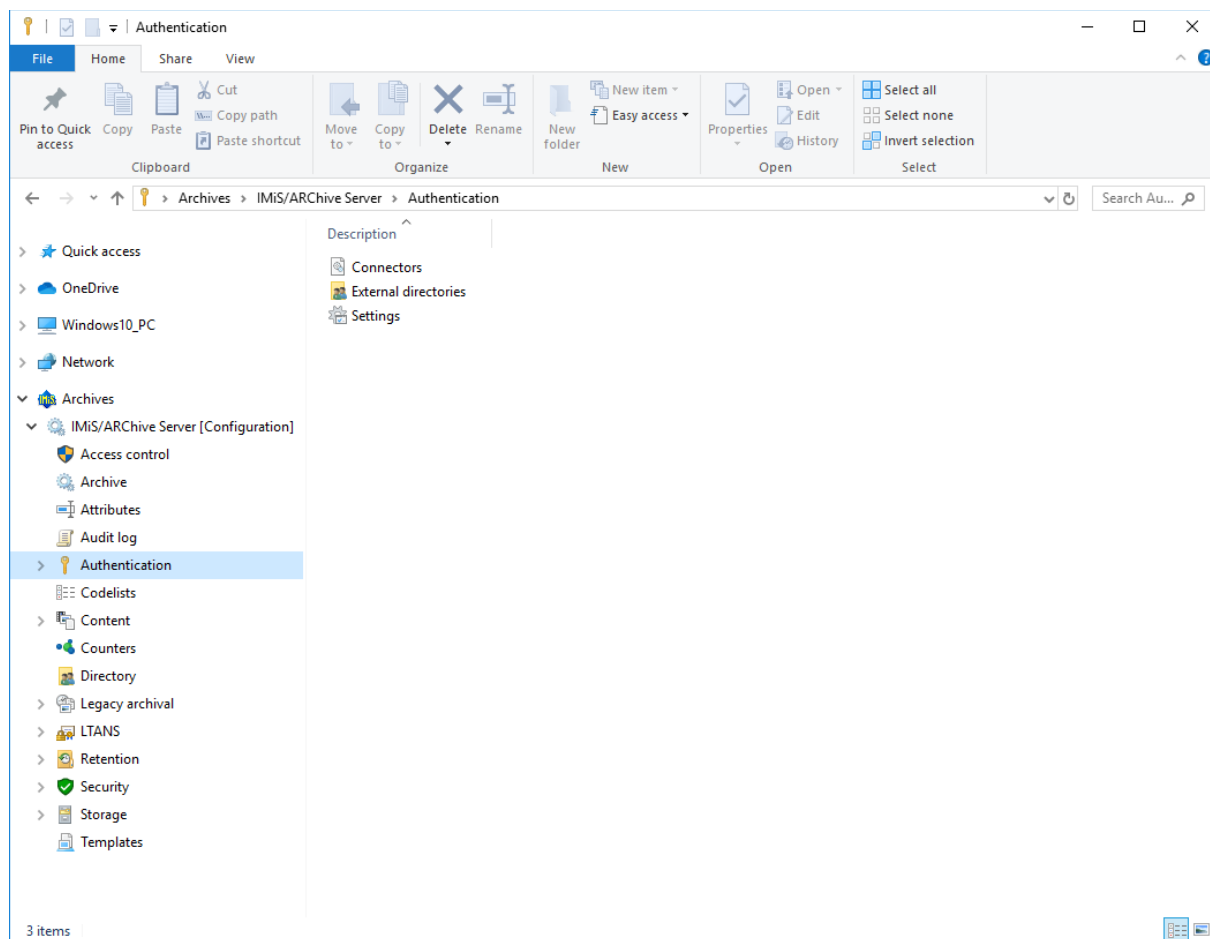 Authentication
File Home Share View
Pin to Quick access
Copy
Paste
Cut
Copy path
Paste shortcut
Clipboard
Move to
Copy to
Delete
Rename
Organize
New folder
New item
Easy access
New
Properties
Open
Edit
History
Open
Select all
Select none
Invert selection
Select
Archives > IMiS/ARChive Server > Authentication
Search Au...
Description
Connectors
External directories
Settings
Quick access
OneDrive
Windows10_PC
Network
Archives
IMiS/ARChive Server [Configuration]
Access control
Archive
Attributes
Audit log
Authentication
Codelists
Content
Counters
Directory
Legacy archival
LTANS
Retention
Security
Storage
Templates
3 items